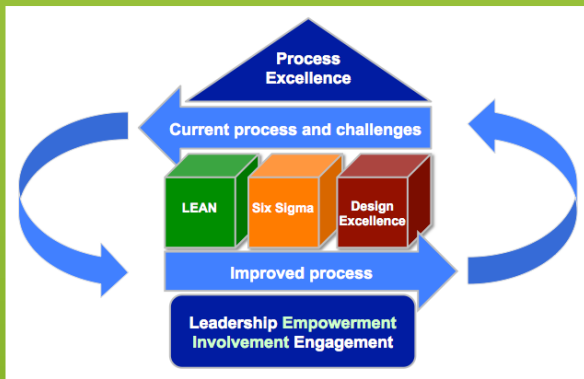 Process
Excellence
Current process and challenges
LEAN
Six Sigma
Design
Excellence
Improved process
Leadership Empowerment
Involvement Engagement